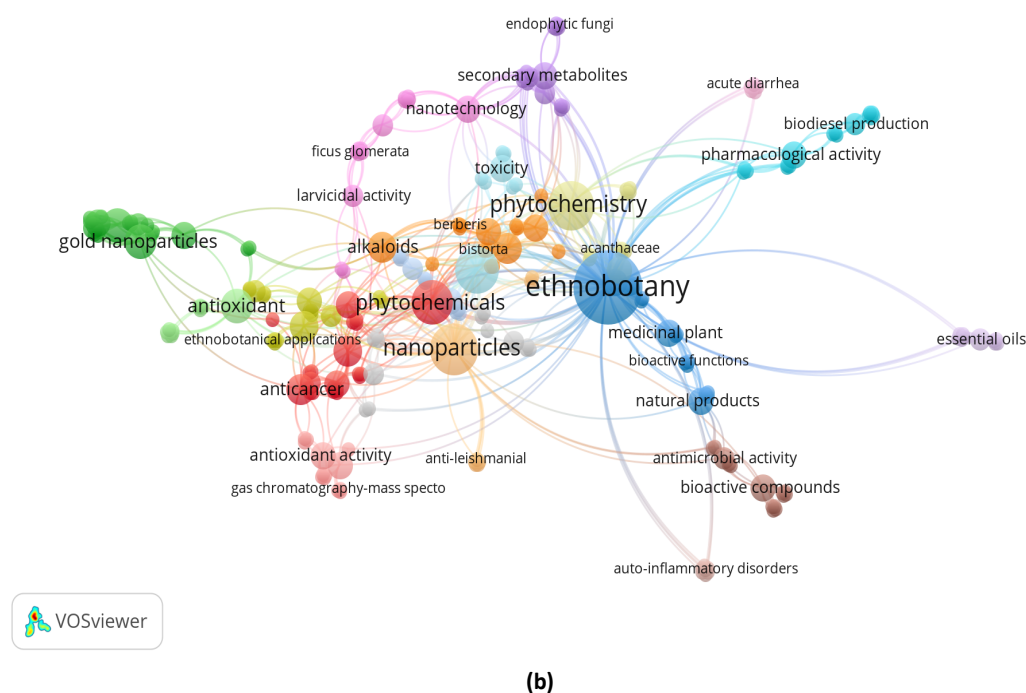 endophytic fungi
secondary metabolites
acute diarrhea
nanotechnology
biodiesel production
ficus glomerata
pharmacological activity
toxicity
larvicidal activity
phytochemistry
berberis
gold nanoparticles
alkaloids
bistorta
acanthaceae
ethnobotany
antioxidant
phytochemicals
medicinal plant
ethnobotanical applications
essential oils
nanoparticles
bioactive functions
anticancer
natural products
antioxidant activity
anti-leishmanial
antimicrobial activity
gas chromatography-mass specto
bioactive compounds
auto-inflammatory disorders
VOSviewer
(b)